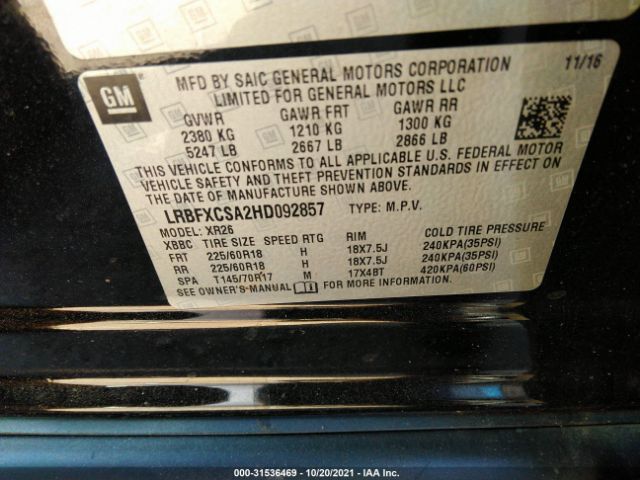 GM
MFD BY SAIC GENERAL MOTORS CORPORATION 11/16
LIMITED FOR GENERAL MOTORS LLC
GVWR GAWR FRT GAWR RR
2380 KG 1210 KG 1300 KG
5247 LB 2667 LB 2866 LB
THIS VEHICLE CONFORMS TO ALL APPLICABLE U.S. FEDERAL MOTOR
VEHICLE SAFETY AND THEFT PREVENTION STANDARDS IN EFFECT ON
THE DATE OF MANUFACTURE SHOWN ABOVE.
LRBFXCSA2HD092857 TYPE: M.P.V.
MODEL: XR26
XBBC TIRE SIZE SPEED RTG RIM COLD TIRE PRESSURE
FRT 225/60R18 H 18X7.5J 240KPA(35PSI)
RR 225/60R18 H 18X7.5J 240KPA(35PSI)
SPA T145/70R17 M 17X4BT 420KPA(60PSI)
SEE OWNER'S MANUAL FOR MORE INFORMATION.
000-31536469 - 10/20/2021 - IAA Inc.